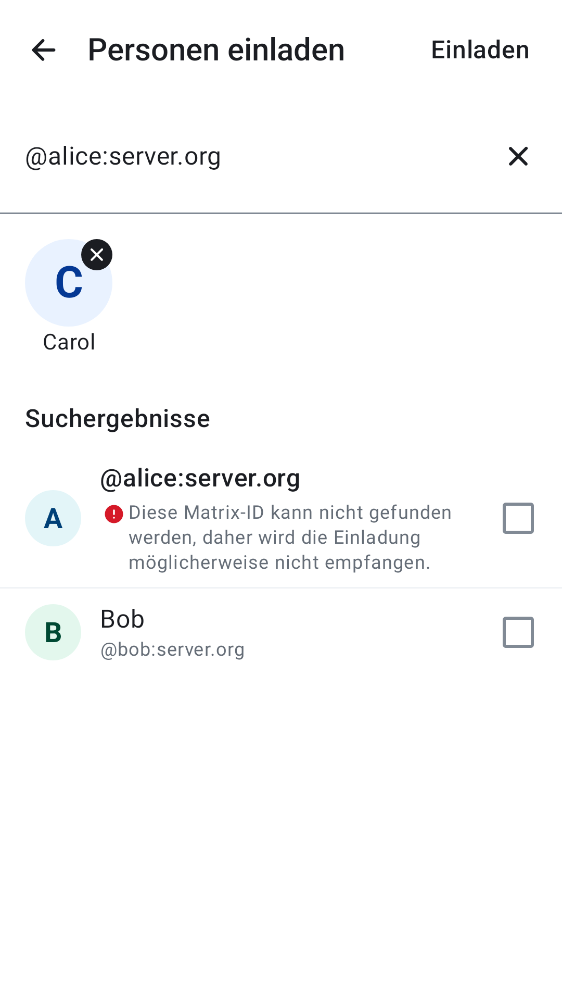 Personen einladen
Einladen
@alice:server.org
C
Carol
Suchergebnisse
@alice:server.org
A
Diese Matrix-ID kann nicht gefunden
werden, daher wird die Einladung
möglicherweise nicht empfangen.
Bob
B
@bob:server.org